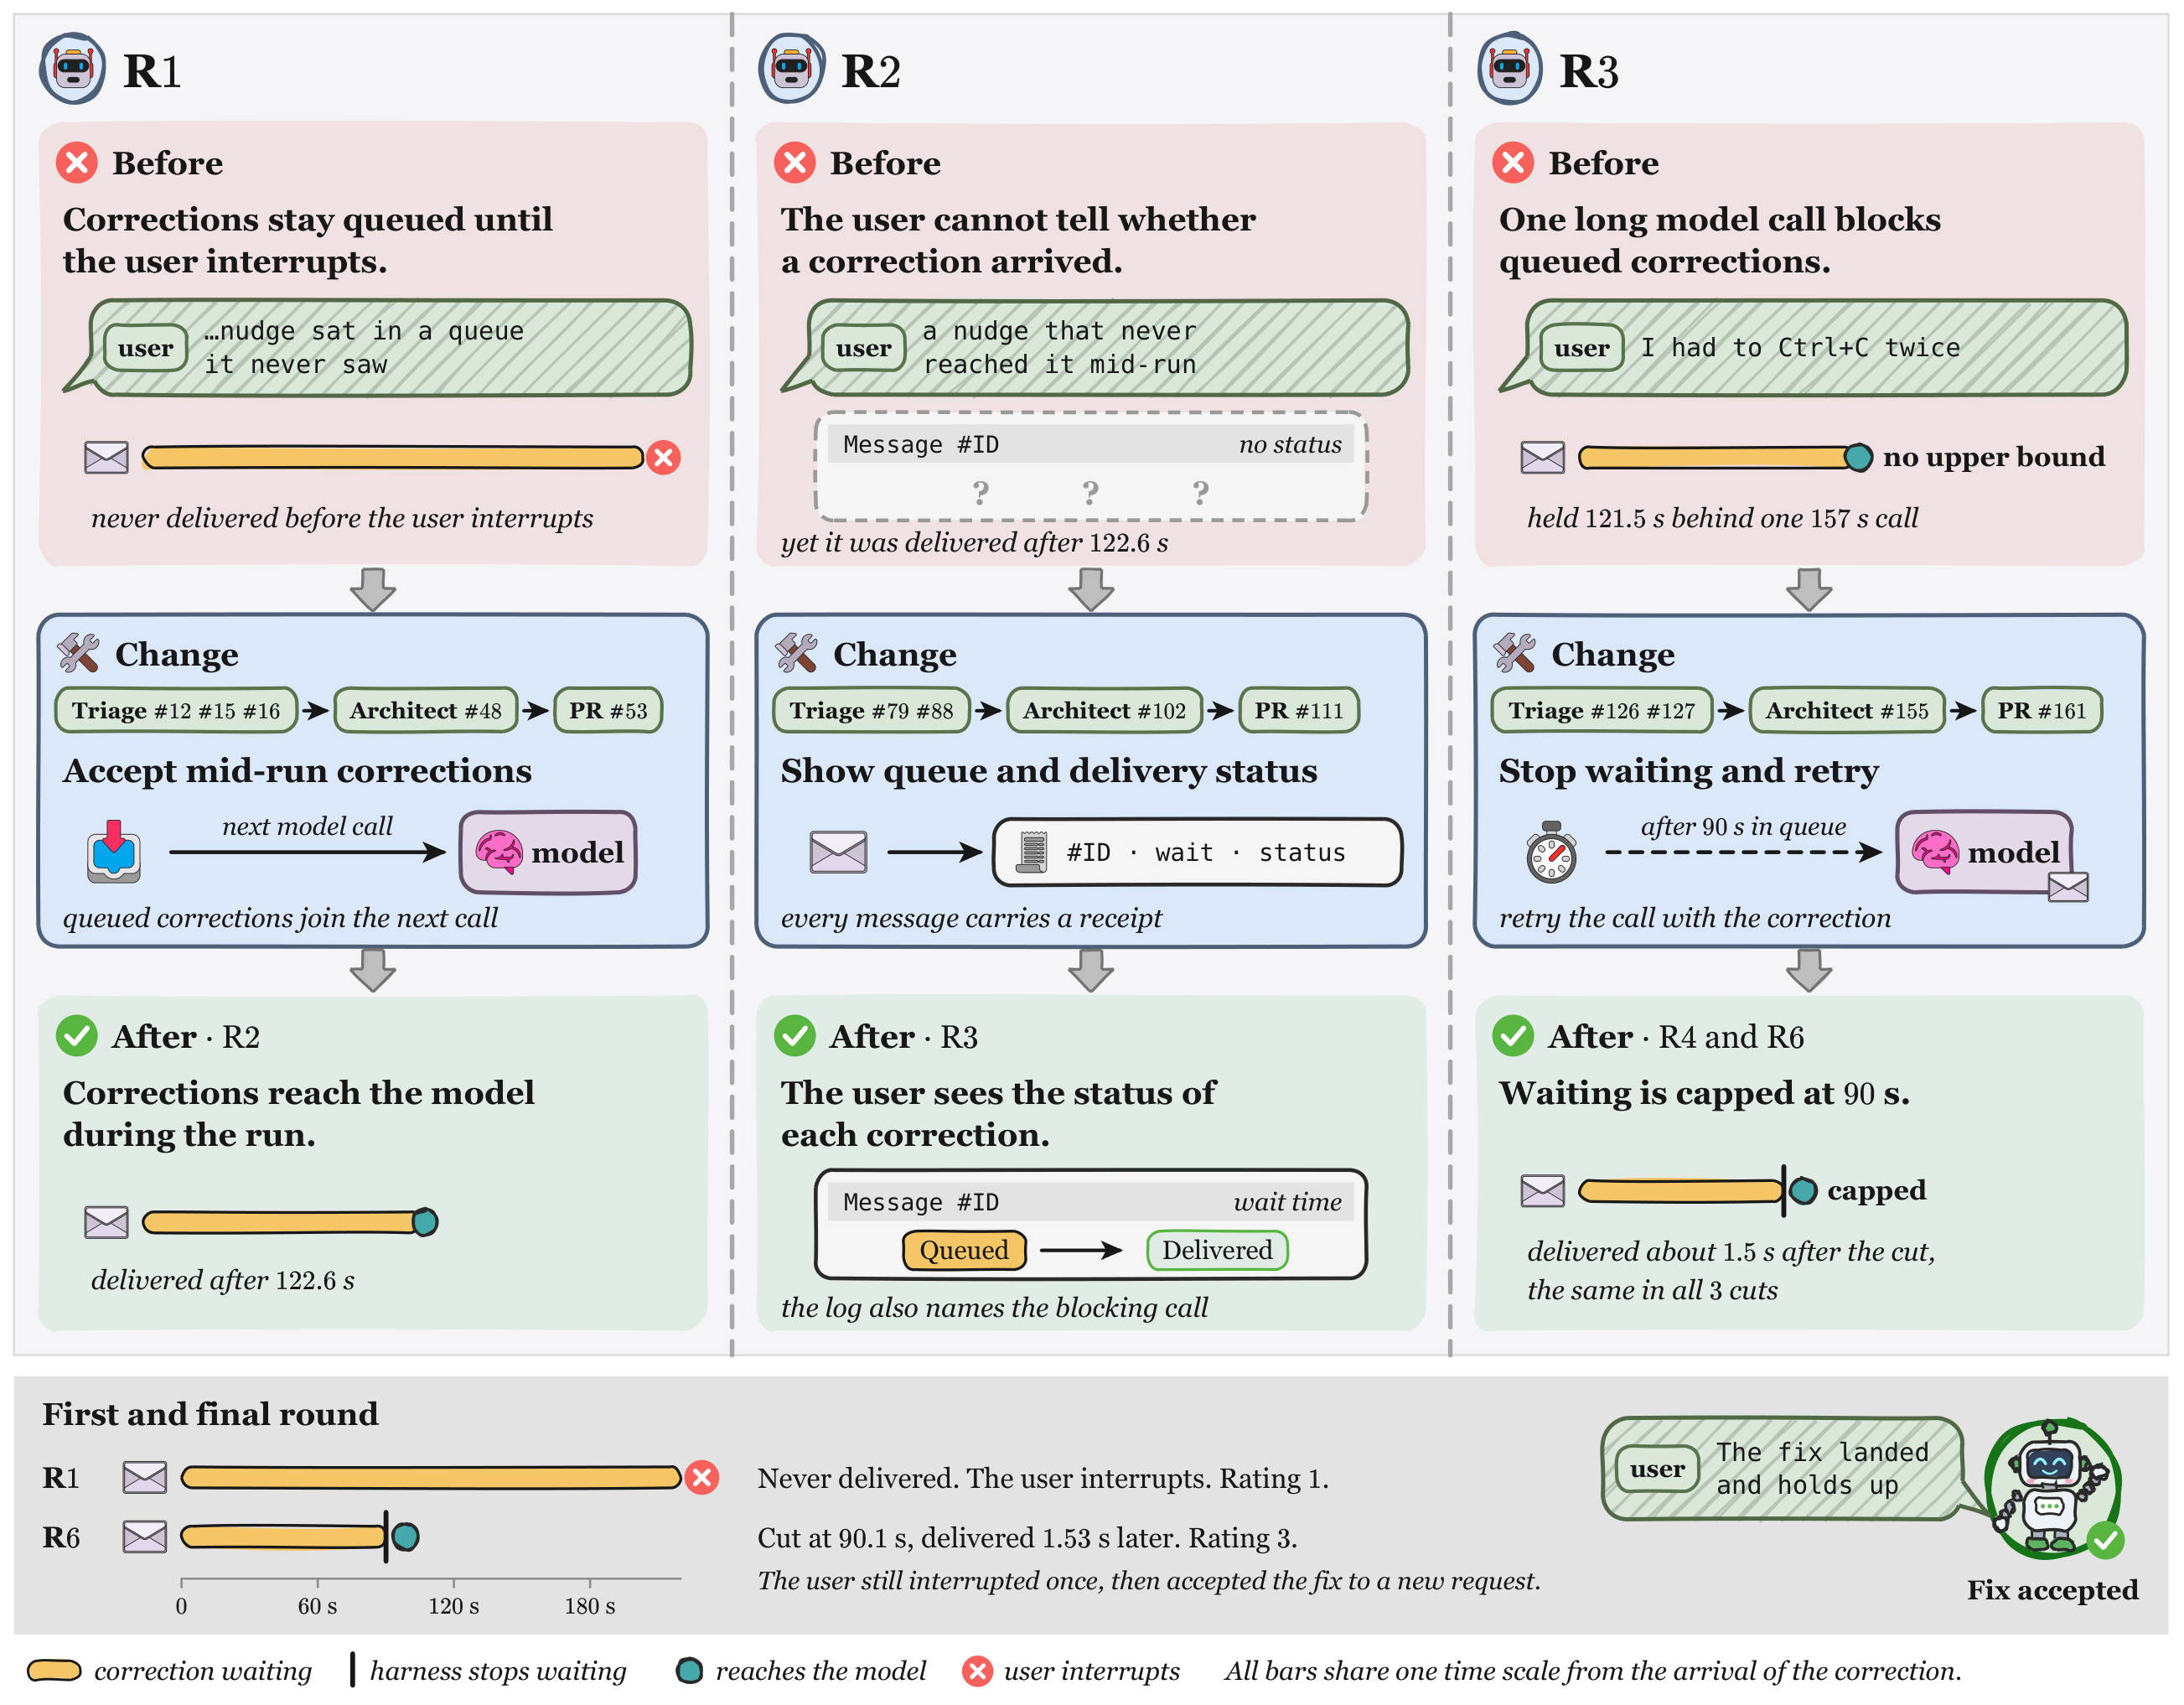 R1
Before
Corrections stay queued until
the user interrupts.
user
…nudge sat in a queue
it never saw
never delivered before the user interrupts
Change
Triage #12 #15 #16
Architect #48
PR #53
Accept mid-run corrections
next model call
model
queued corrections join the next call
After · R2
Corrections reach the model
during the run.
delivered after 122.6 s
R2
Before
The user cannot tell whether
a correction arrived.
user
a nudge that never
reached it mid-run
Message #ID
no status
? ? ?
yet it was delivered after 122.6 s
Change
Triage #79 #88
Architect #102
PR #111
Show queue and delivery status
#ID · wait · status
every message carries a receipt
After · R3
The user sees the status of
each correction.
Message #ID
wait time
Queued
Delivered
the log also names the blocking call
R3
Before
One long model call blocks
queued corrections.
user
I had to Ctrl+C twice
no upper bound
held 121.5 s behind one 157 s call
Change
Triage #126 #127
Architect #155
PR #161
Stop waiting and retry
after 90 s in queue
model
retry the call with the correction
After · R4 and R6
Waiting is capped at 90 s.
capped
delivered about 1.5 s after the cut,
the same in all 3 cuts
First and final round
R1
Never delivered. The user interrupts. Rating 1.
R6
Cut at 90.1 s, delivered 1.53 s later. Rating 3.
The user still interrupted once, then accepted the fix to a new request.
0 60 s 120 s 180 s
user
The fix landed
and holds up
Fix accepted
correction waiting
harness stops waiting
reaches the model
user interrupts
All bars share one time scale from the arrival of the correction.